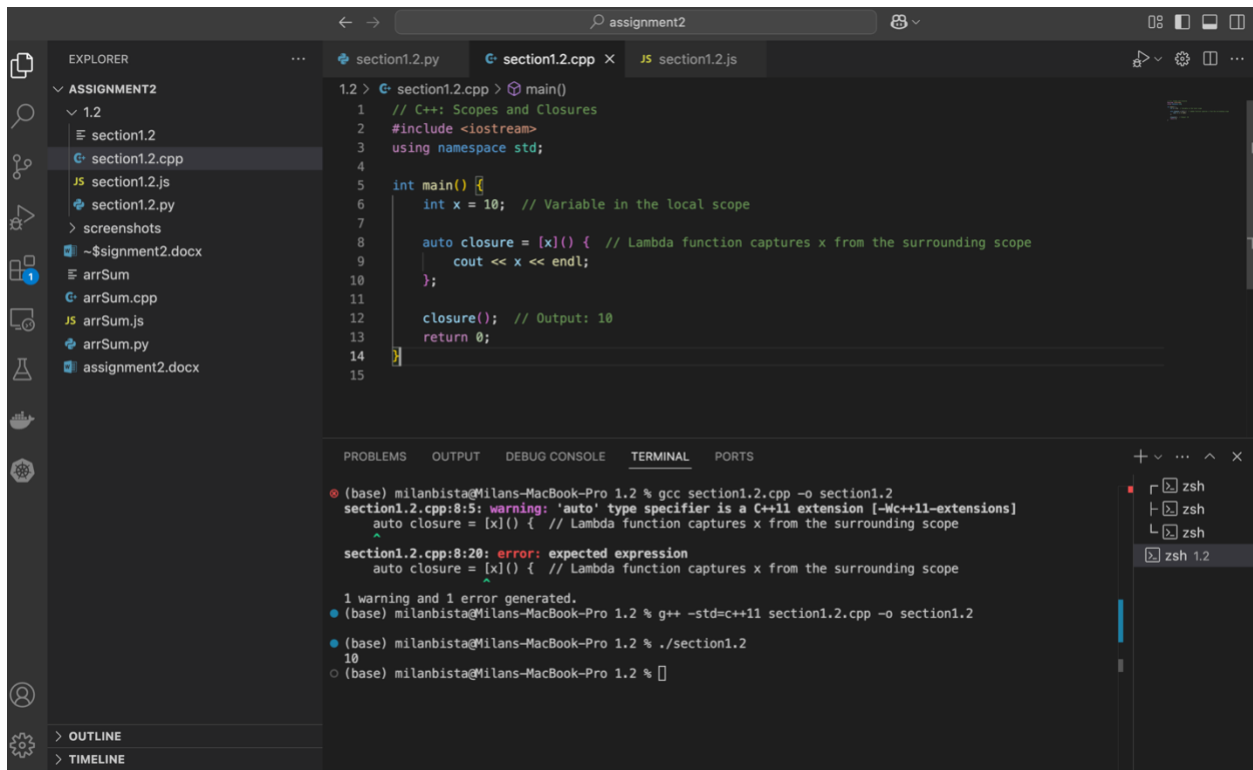 assignment2
EXPLORER
section1.2.py
section1.2.cpp
JS section1.2.js
ASSIGNMENT2
1.2
section1.2
section1.2.cpp
JS section1.2.js
section1.2.py
screenshots
~$signment2.docx
arrSum
arrSum.cpp
JS arrSum.js
arrSum.py
assignment2.docx
1
OUTLINE
TIMELINE
1.2 > section1.2.cpp > main()
1 // C++: Scopes and Closures
2 #include <iostream>
3 using namespace std;
4
5 int main() {
6 int x = 10; // Variable in the local scope
7
8 auto closure = [x]() { // Lambda function captures x from the surrounding scope
9 cout << x << endl;
10 };
11
12 closure(); // Output: 10
13 return 0;
14 }
15
PROBLEMS OUTPUT DEBUG CONSOLE TERMINAL PORTS
(base) milanbista@Milans-MacBook-Pro 1.2 % gcc section1.2.cpp -o section1.2
section1.2.cpp:8:5: warning: 'auto' type specifier is a C++11 extension [-Wc++11-extensions]
auto closure = [x]() { // Lambda function captures x from the surrounding scope
^
section1.2.cpp:8:20: error: expected expression
auto closure = [x]() { // Lambda function captures x from the surrounding scope
^
1 warning and 1 error generated.
(base) milanbista@Milans-MacBook-Pro 1.2 % g++ -std=c++11 section1.2.cpp -o section1.2
(base) milanbista@Milans-MacBook-Pro 1.2 % ./section1.2
10
(base) milanbista@Milans-MacBook-Pro 1.2 %
zsh
zsh
zsh
zsh 1.2